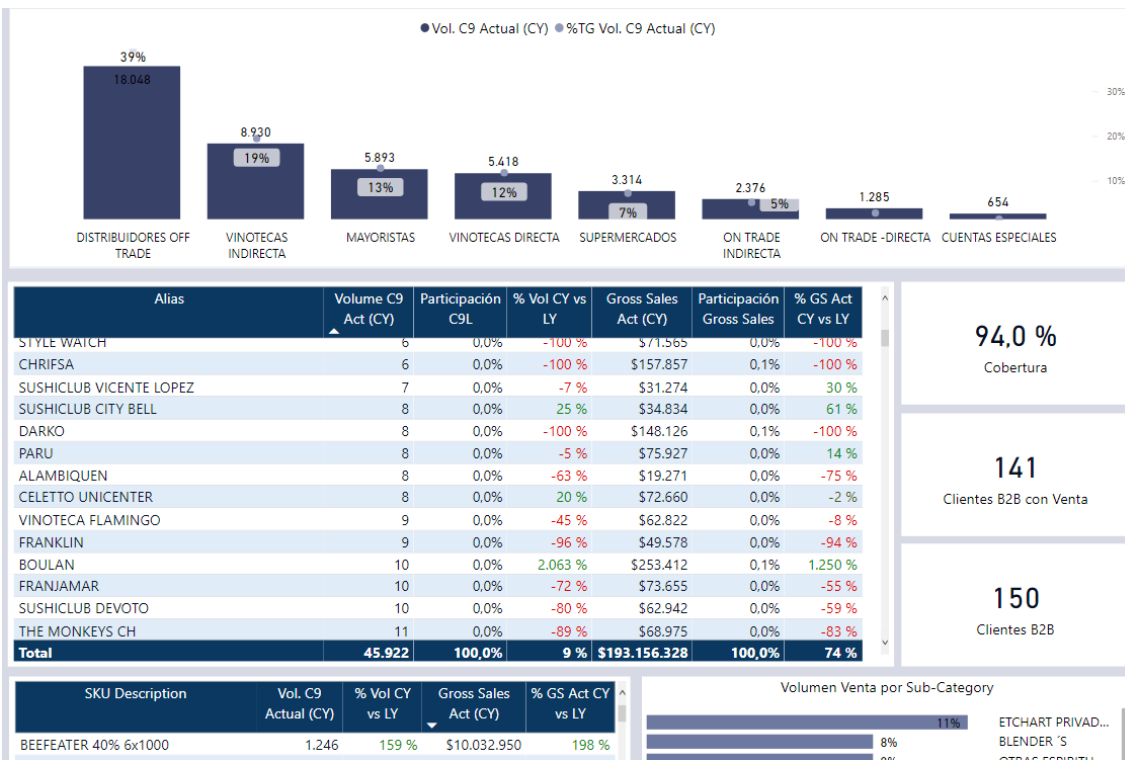 Vol. C9 Actual (CY) %TG Vol. C9 Actual (CY)
39%
18.048
8.930
19%
5.893
13%
5.418
12%
3.314
7%
2.376
5%
1.285
654
30%
20%
10%
DISTRIBUIDORES OFF TRADE
VINOTECAS INDIRECTA
MAYORISTAS
VINOTECAS DIRECTA
SUPERMERCADOS
ON TRADE INDIRECTA
ON TRADE -DIRECTA
CUENTAS ESPECIALES
Alias Volume C9 Act (CY) Participación C9L % Vol CY vs LY Gross Sales Act (CY) Participación Gross Sales % GS Act CY vs LY
STYLE WATCH 6 0,0% -100 % $71.565 0,0% -100 %
CHRIFSA 6 0,0% -100 % $157.857 0,1% -100 %
SUSHICLUB VICENTE LOPEZ 7 0,0% -7 % $31.274 0,0% 30 %
SUSHICLUB CITY BELL 8 0,0% 25 % $34.834 0,0% 61 %
DARKO 8 0,0% -100 % $148.126 0,1% -100 %
PARU 8 0,0% -5 % $75.927 0,0% 14 %
ALAMBIQUEN 8 0,0% -63 % $19.271 0,0% -75 %
CELETTO UNICENTER 8 0,0% 20 % $72.660 0,0% -2 %
VINOTECA FLAMINGO 9 0,0% -45 % $62.822 0,0% -8 %
FRANKLIN 9 0,0% -96 % $49.578 0,0% -94 %
BOULAN 10 0,0% 2.063 % $253.412 0,1% 1.250 %
FRANJAMAR 10 0,0% -72 % $73.655 0,0% -55 %
SUSHICLUB DEVOTO 10 0,0% -80 % $62.942 0,0% -59 %
THE MONKEYS CH 11 0,0% -89 % $68.975 0,0% -83 %
Total 45.922 100,0% 9 % $193.156.328 100,0% 74 %
94,0 %
Cobertura
141
Clientes B2B con Venta
150
Clientes B2B
SKU Description Vol. C9 Actual (CY) % Vol CY vs LY Gross Sales Act (CY) % GS Act CY vs LY
BEEFEATER 40% 6x1000 1.246 159 % $10.032.950 198 %
Volumen Venta por Sub-Category
11% ETCHART PRIVAD...
8% BLENDER ´S